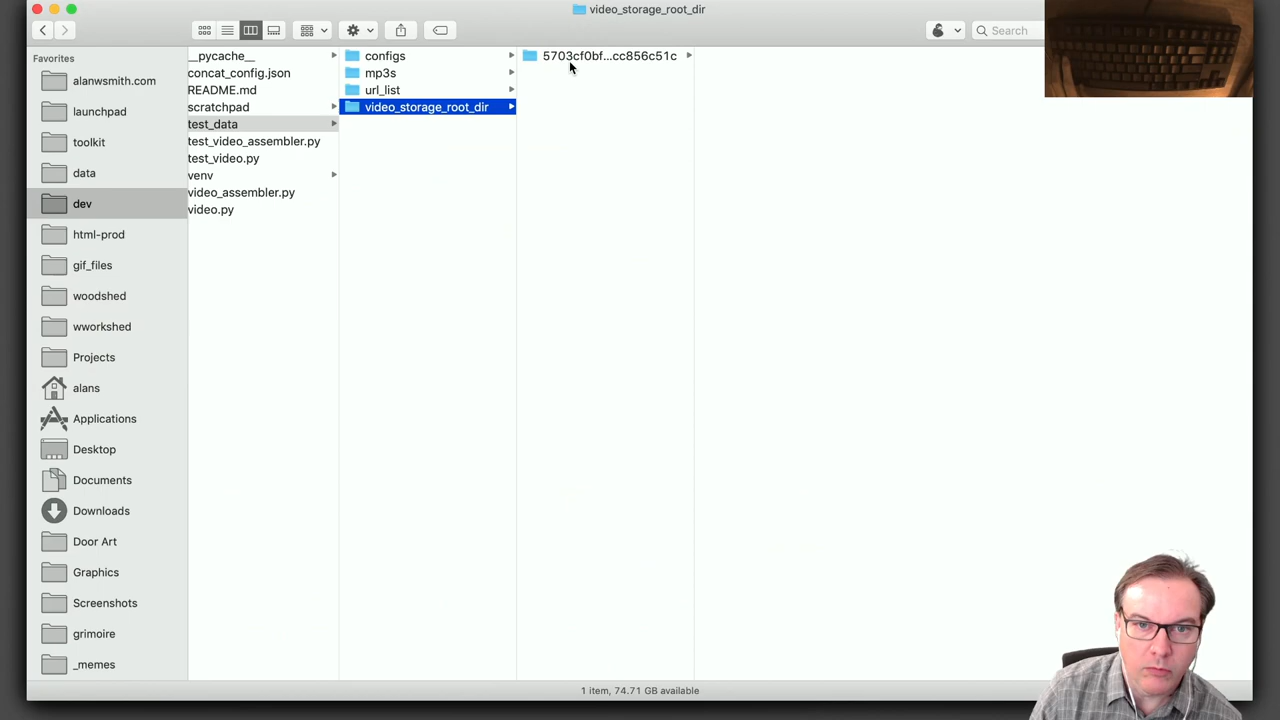 video_storage_root_dir
Search
Favorites
alanwsmith.com
launchpad
toolkit
data
dev
html-prod
gif_files
woodshed
wworkshed
Projects
alans
Applications
Desktop
Documents
Downloads
Door Art
Graphics
Screenshots
grimoire
_memes
__pycache__
concat_config.json
README.md
scratchpad
test_data
test_video_assembler.py
test_video.py
venv
video_assembler.py
video.py
configs
mp3s
url_list
video_storage_root_dir
5703cf0bf...cc856c51c
1 item, 74.71 GB available